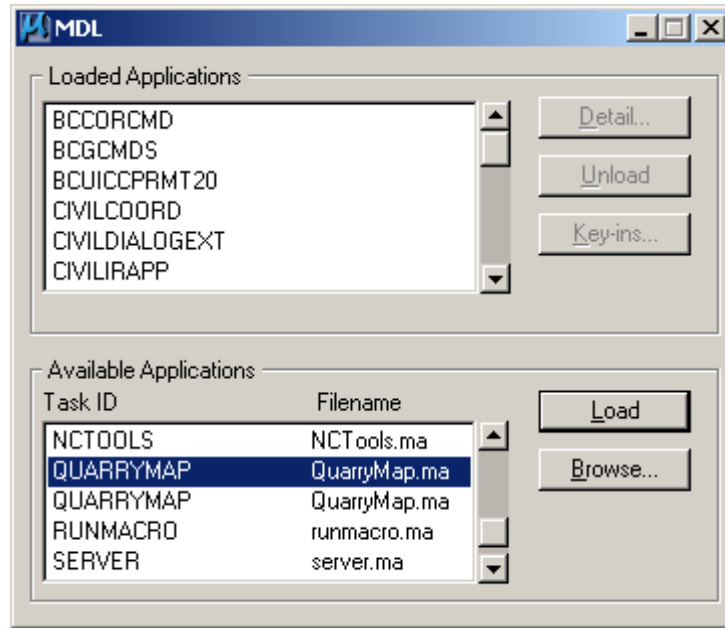 MDL
Loaded Applications
BCCORCMD
BCGCMDS
BCUICCPRMT20
CIVILCOORD
CIVILDIALOGEXT
CIVILIRAPP
Detail...
Unload
Key-ins...
Available Applications
Task ID Filename
NCTOOLS NCTools.ma
QUARRYMAP QuarryMap.ma
QUARRYMAP QuarryMap.ma
RUNMACRO runmacro.ma
SERVER server.ma
Load
Browse...